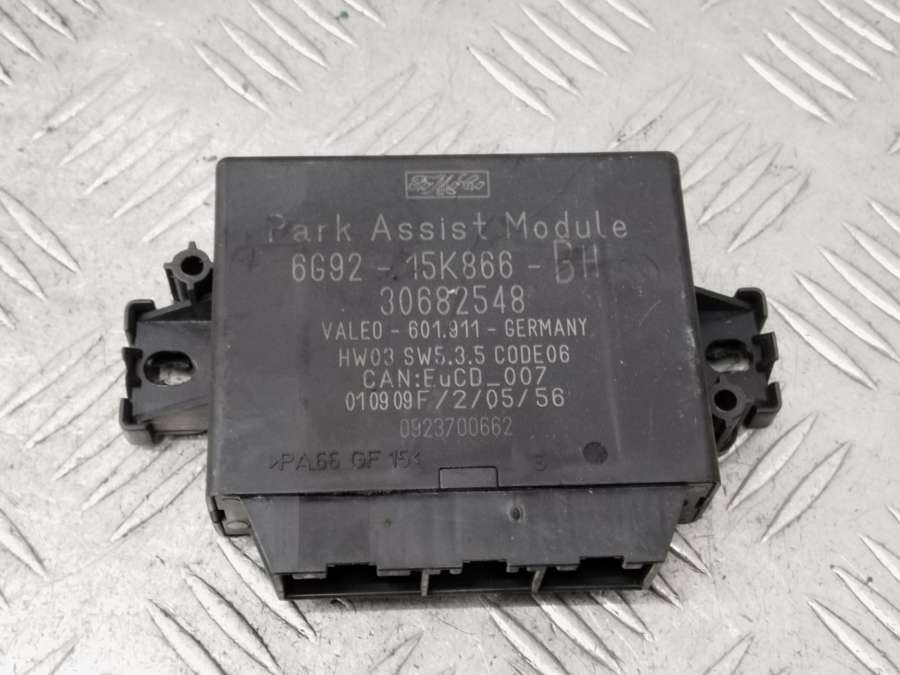 FoMoCo
Park Assist Module
6G92 - 15K866 - BH
30682548
VALEO - 601.911 - GERMANY
HW03 SW5.3.5 CODE06
CAN:EuCD_007
010909F/2/05/56
0923700662
>PA66 GF 15<